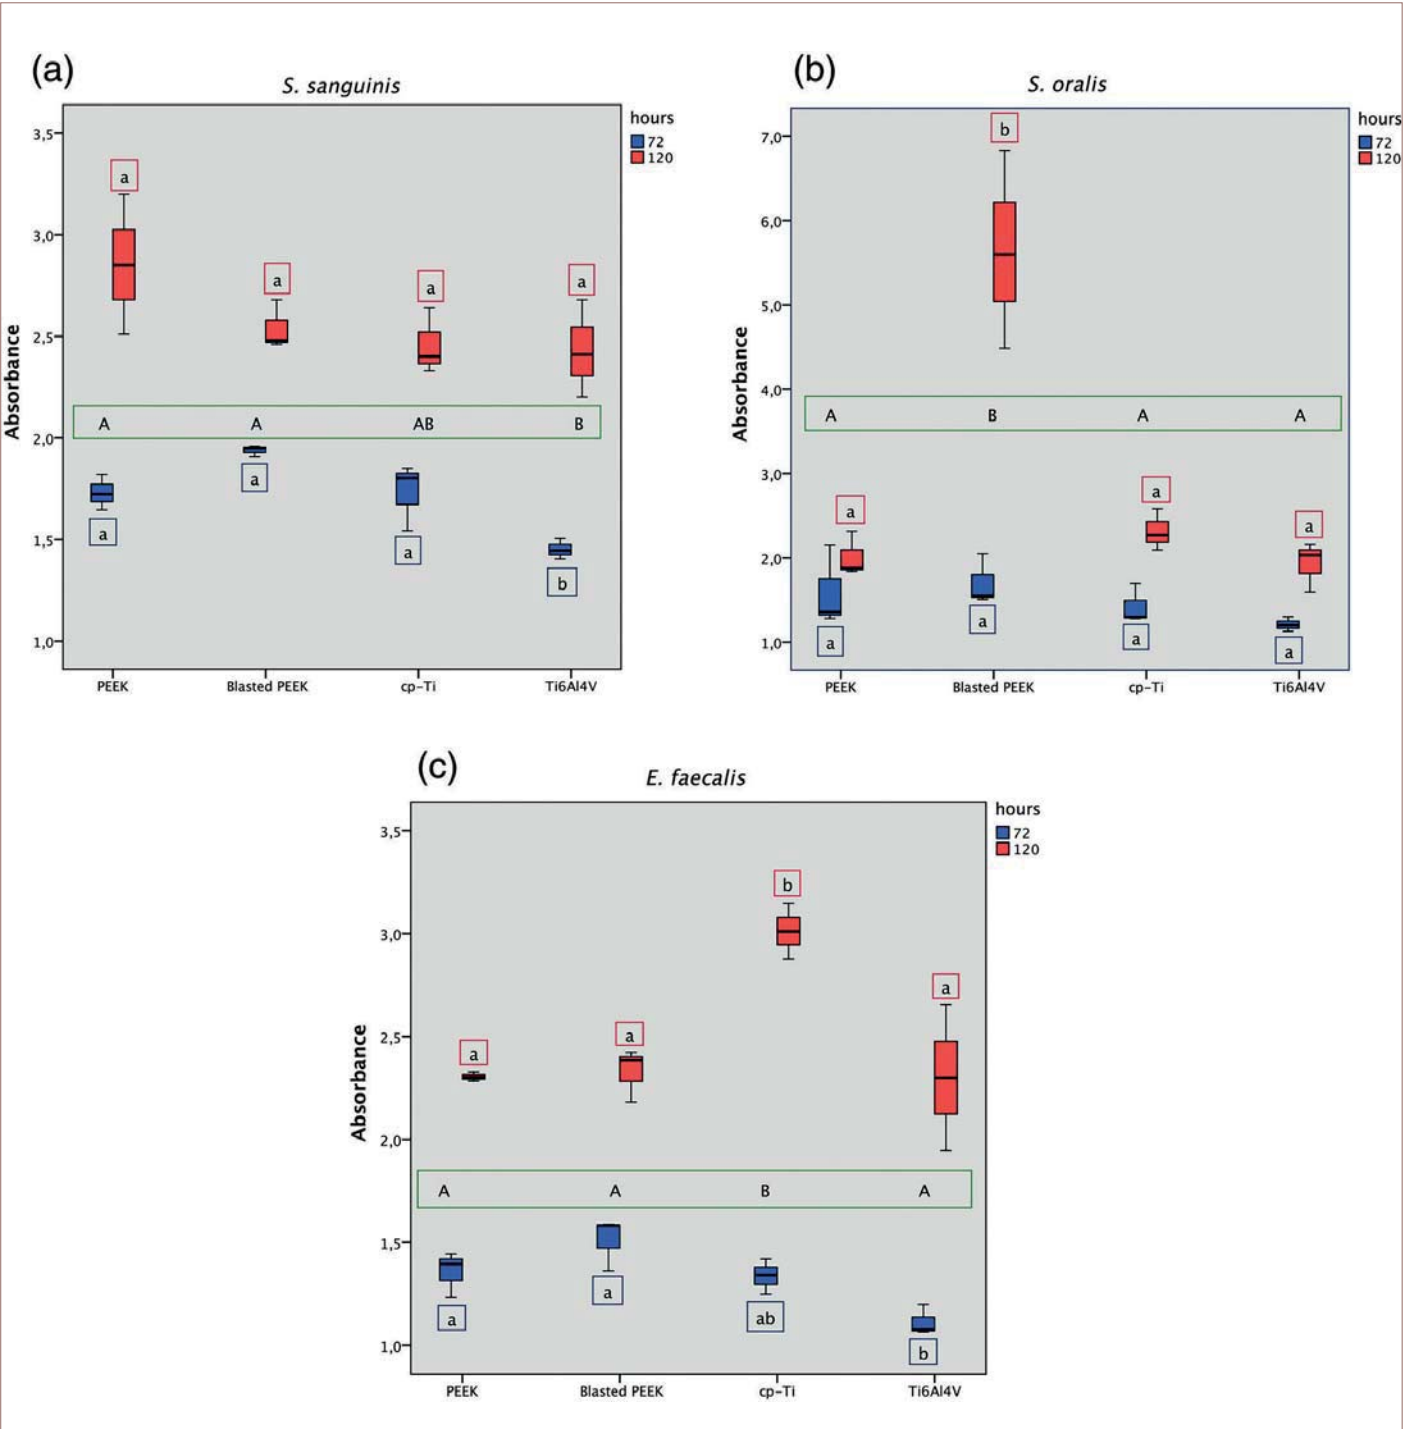 (a)
S. sanguinis
hours
72
120
3,5
3,0
2,5
2,0
1,5
1,0
Absorbance
a
a
a
a
A A AB B
a
a
a
b
PEEK Blasted PEEK cp-Ti Ti6Al4V
(b)
S. oralis
hours
72
120
7,0
6,0
5,0
4,0
3,0
2,0
1,0
Absorbance
b
A B A A
a
a
a
a
a
a
a
PEEK Blasted PEEK cp-Ti Ti6Al4V
(c)
E. faecalis
hours
72
120
3,5
3,0
2,5
2,0
1,5
1,0
Absorbance
b
a
a
a
A A B A
a
a
ab
b
PEEK Blasted PEEK cp-Ti Ti6Al4V